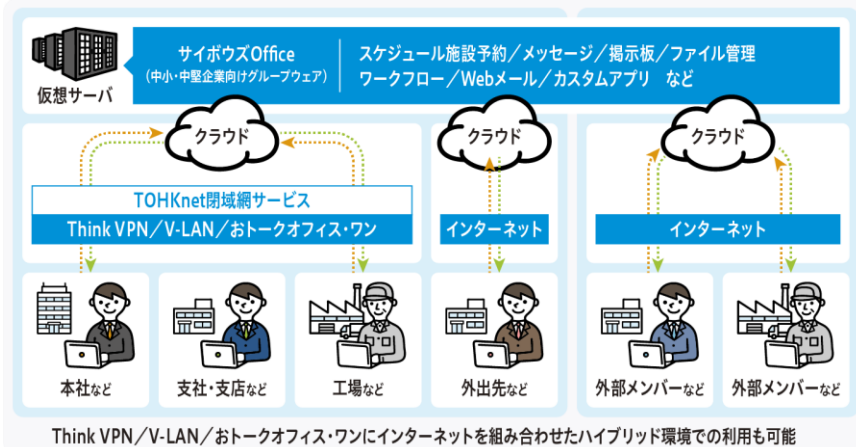 サイボウズOffice
(中小・中堅企業向けグループウェア)
スケジュール施設予約／メッセージ／掲示板／ファイル管理
ワークフロー／Webメール／カスタムアプリ など
仮想サーバ
クラウド
クラウド
クラウド
TOHKnet閉域網サービス
Think VPN／V-LAN／おトークオフィス・ワン
インターネット
インターネット
本社など
支社・支店など
工場など
外出先など
外部メンバーなど
外部メンバーなど
Think VPN／V-LAN／おトークオフィス・ワンにインターネットを組み合わせたハイブリッド環境での利用も可能